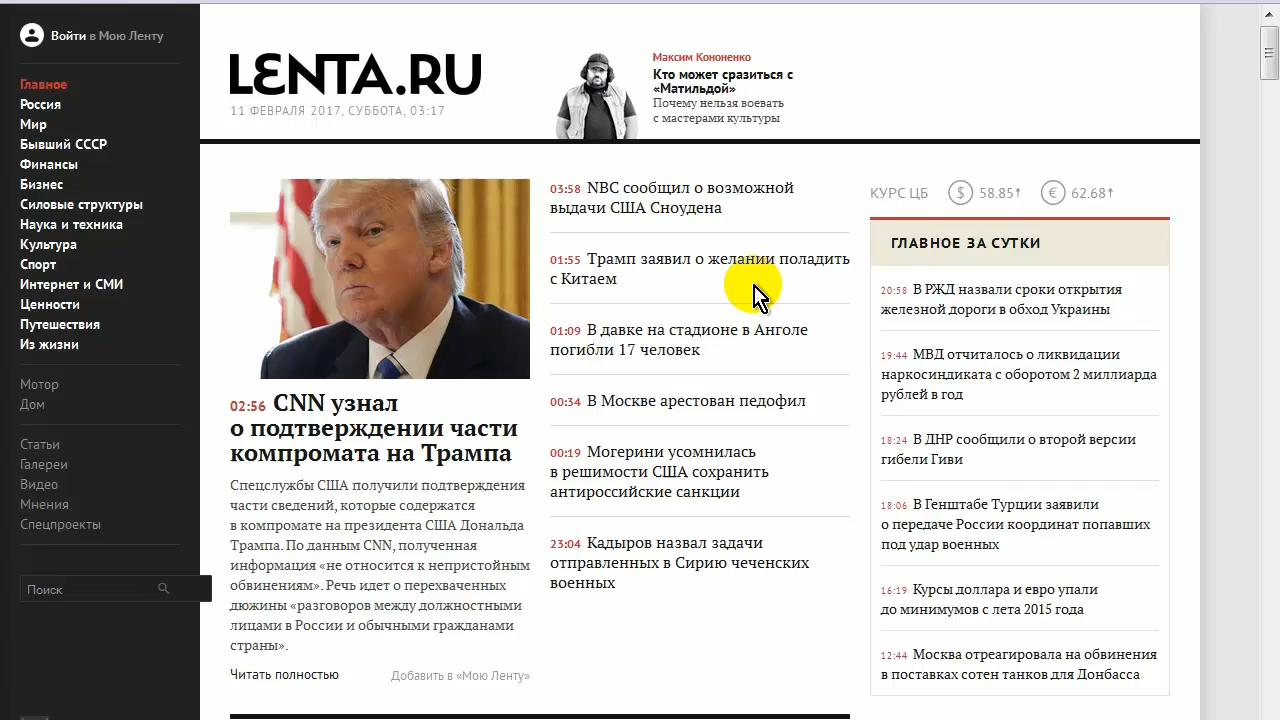 Войти в Мою Ленту
Главное
Россия
Мир
Бывший СССР
Финансы
Бизнес
Силовые структуры
Наука и техника
Культура
Спорт
Интернет и СМИ
Ценности
Путешествия
Из жизни
Мотор
Дом
Статьи
Галереи
Видео
Мнения
Спецпроекты
Поиск
LENTA.RU
11 ФЕВРАЛЯ 2017, СУББОТА, 03:17
Максим Кононенко
Кто может сразиться с
«Матильдой»
Почему нельзя воевать
с мастерами культуры
02:56 CNN узнал
о подтверждении части
компромата на Трампа
Спецслужбы США получили подтверждения
части сведений, которые содержатся
в компромате на президента США Дональда
Трампа. По данным CNN, полученная
информация «не относится к непристойным
обвинениям». Речь идет о перехваченных
дюжины «разговоров между должностными
лицами в России и обычными гражданами
страны».
Читать полностью
Добавить в «Мою Ленту»
03:58 NBC сообщил о возможной
выдачи США Сноудена
01:55 Трамп заявил о желании поладить
с Китаем
01:09 В давке на стадионе в Анголе
погибли 17 человек
00:34 В Москве арестован педофил
00:19 Могерини усомнилась
в решимости США сохранить
антироссийские санкции
23:04 Кадыров назвал задачи
отправленных в Сирию чеченских
военных
КУРС ЦБ $ 58.85↑ € 62.68↑
ГЛАВНОЕ ЗА СУТКИ
20:58 В РЖД назвали сроки открытия
железной дороги в обход Украины
19:44 МВД отчиталось о ликвидации
наркосиндиката с оборотом 2 миллиарда
рублей в год
18:24 В ДНР сообщили о второй версии
гибели Гиви
18:06 В Генштабе Турции заявили
о передаче России координат попавших
под удар военных
16:19 Курсы доллара и евро упали
до минимумов с лета 2015 года
12:44 Москва отреагировала на обвинения
в поставках сотен танков для Донбасса